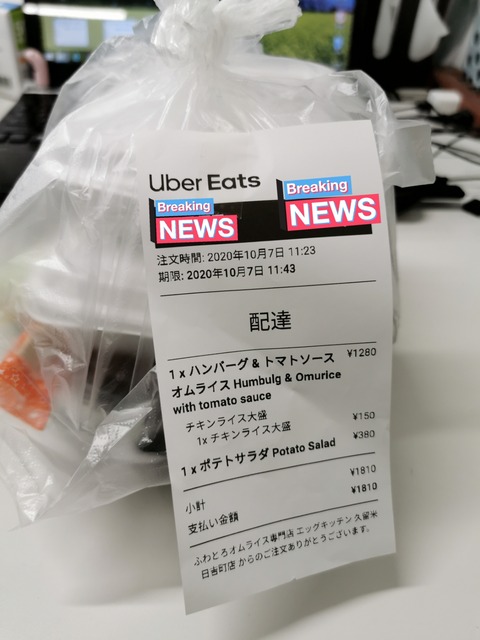 Uber Eats
Breaking
NEWS
Breaking
NEWS
注文時間: 2020年10月7日 11:23
期限: 2020年10月7日 11:43
配達
1 x ハンバーグ & トマトソース ¥1280
オムライス Humbulg & Omurice
with tomato sauce
チキンライス大盛 ¥150
1x チキンライス大盛
1 x ポテトサラダ Potato Salad ¥380
小計 ¥1810
支払い金額 ¥1810
ふわとろオムライス専門店 エッグキッチン 久留米
日吉町店 からのご注文ありがとうございます。